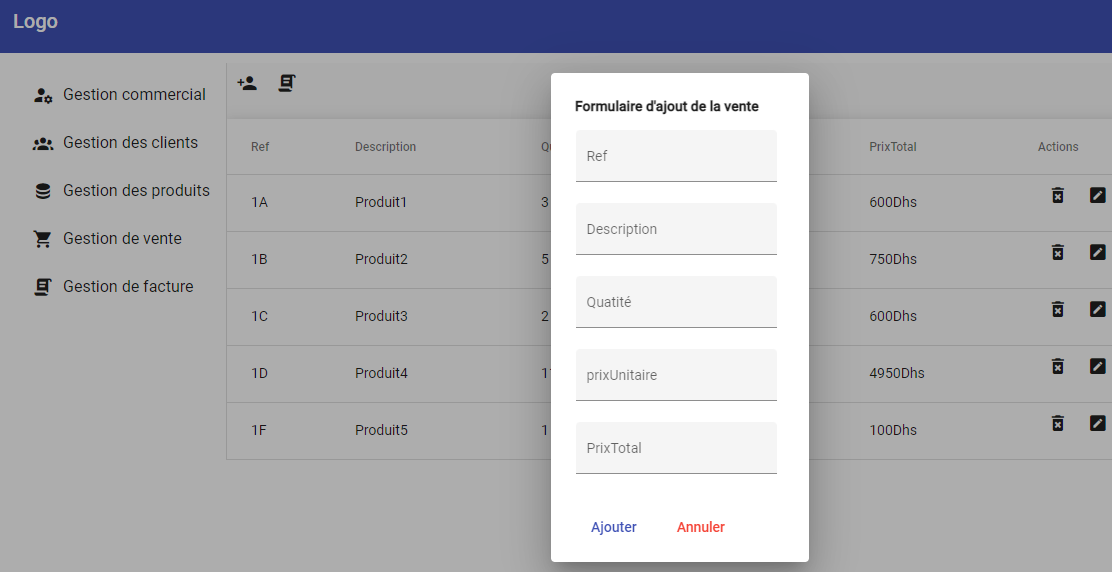 Logo
Gestion commercial
Gestion des clients
Gestion des produits
Gestion de vente
Gestion de facture
Ref Description Qu PrixTotal Actions
1A Produit1 3 600Dhs
1B Produit2 5 750Dhs
1C Produit3 2 600Dhs
1D Produit4 1 4950Dhs
1F Produit5 1 100Dhs
Formulaire d'ajout de la vente
Ref
Description
Quatité
prixUnitaire
PrixTotal
Ajouter Annuler